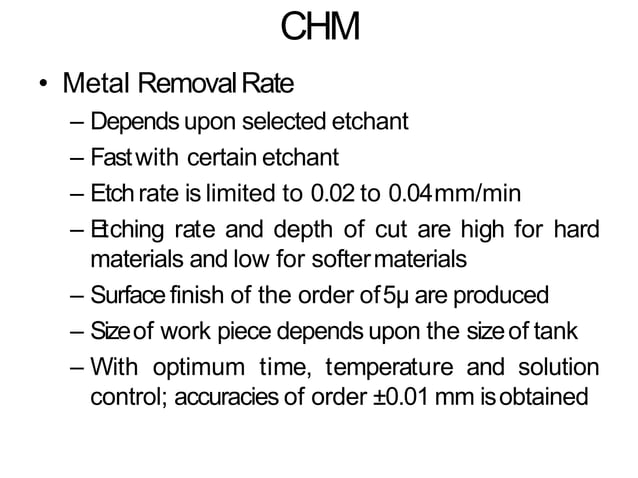 CHM
• Metal Removal Rate
– Depends upon selected etchant
– Fast with certain etchant
– Etch rate is limited to 0.02 to 0.04mm/min
– Etching rate and depth of cut are high for hard
materials and low for softer materials
– Surface finish of the order of 5µ are produced
– Size of work piece depends upon the size of tank
– With optimum time, temperature and solution
control; accuracies of order ±0.01 mm is obtained